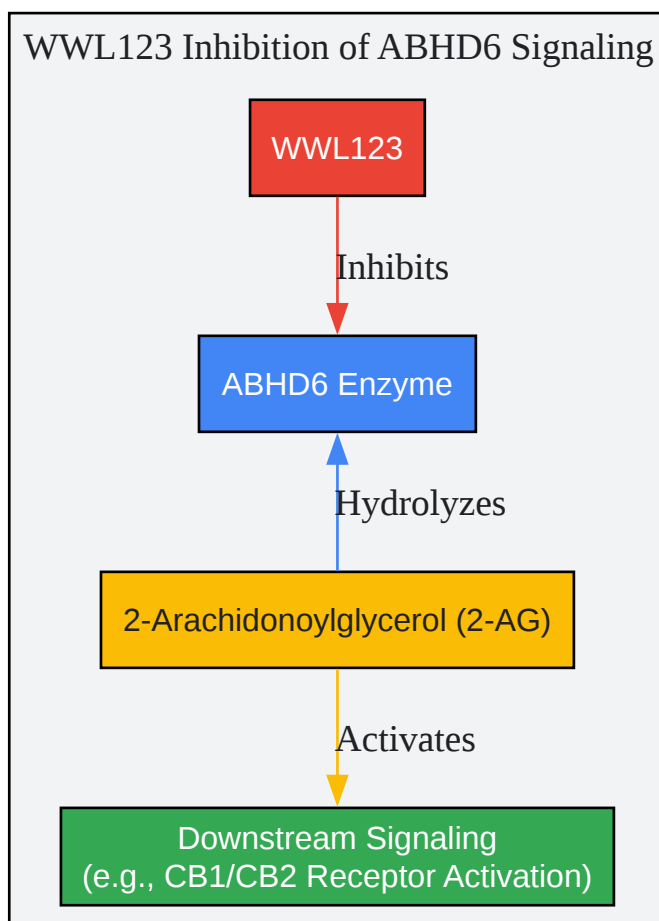 WWL123 Inhibition of ABHD6 Signaling
WWL123
Inhibits
ABHD6 Enzyme
Hydrolyzes
2-Arachidonoylglycerol (2-AG)
Activates
Downstream Signaling
(e.g., CB1/CB2 Receptor Activation)